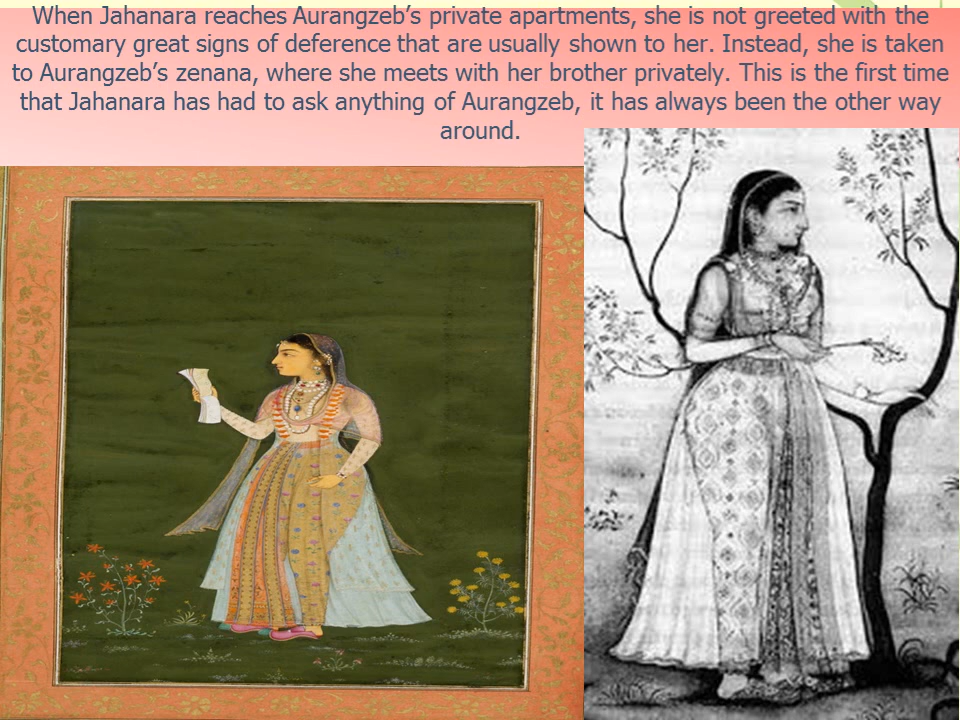 When Jahanara reaches Aurangzeb’s private apartments, she is not greeted with the
customary great signs of deference that are usually shown to her. Instead, she is taken
to Aurangzeb’s zenana, where she meets with her brother privately. This is the first time
that Jahanara has had to ask anything of Aurangzeb, it has always been the other way
around.